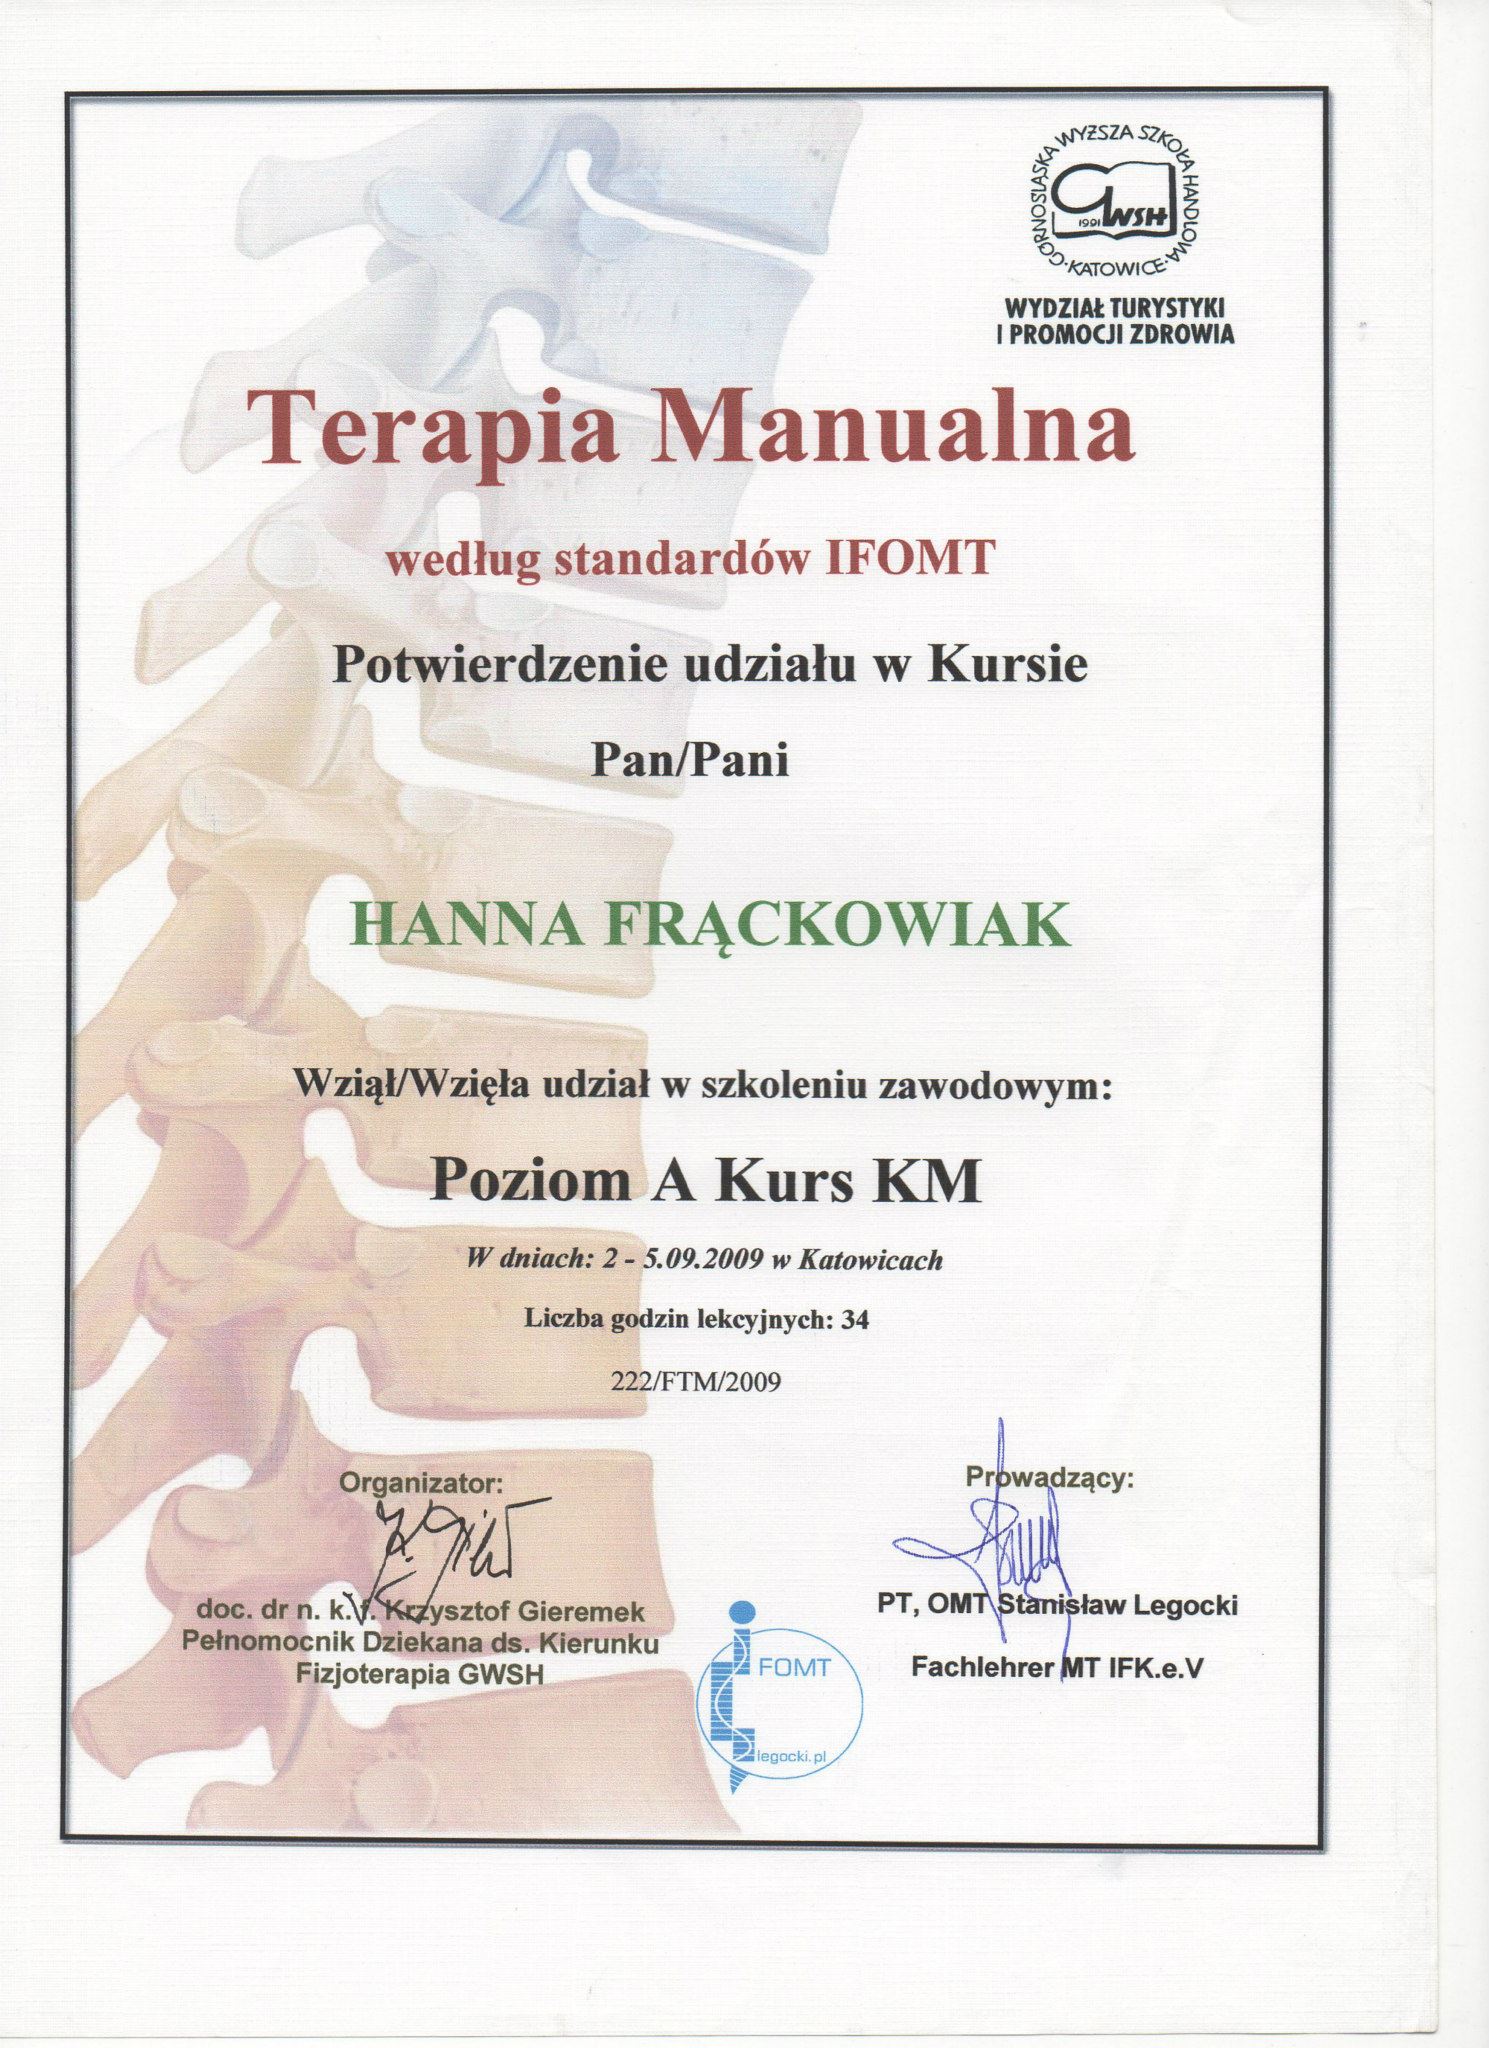 GÓRNOŚLĄSKA WYŻSZA SZKOŁA HANDLOWA
1991 GWSH
KATOWICE
WYDZIAŁ TURYSTYKI
I PROMOCJI ZDROWIA
Terapia Manualna
według standardów IFOMT
Potwierdzenie udziału w Kursie
Pan/Pani
HANNA FRĄCKOWIAK
Wziął/Wzięła udział w szkoleniu zawodowym:
Poziom A Kurs KM
W dniach: 2 - 5.09.2009 w Katowicach
Liczba godzin lekcyjnych: 34
222/FTM/2009
Organizator:
doc. dr n. k. f. Krzysztof Gieremek
Pełnomocnik Dziekana ds. Kierunku
Fizjoterapia GWSH
Prowadzący:
PT, OMT Stanisław Legocki
Fachlehrer MT IFK.e.V
FOMT
legocki.pl